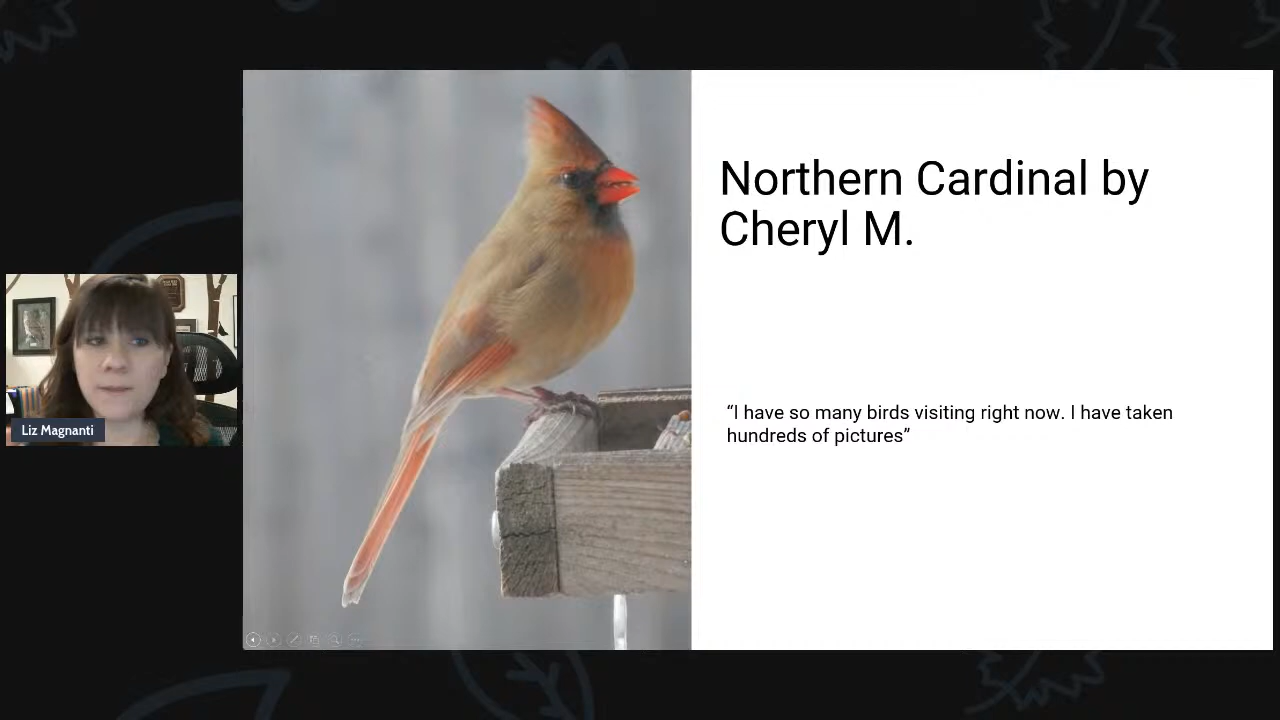 Northern Cardinal by
Cheryl M.
“I have so many birds visiting right now. I have taken
hundreds of pictures”
Liz Magnanti